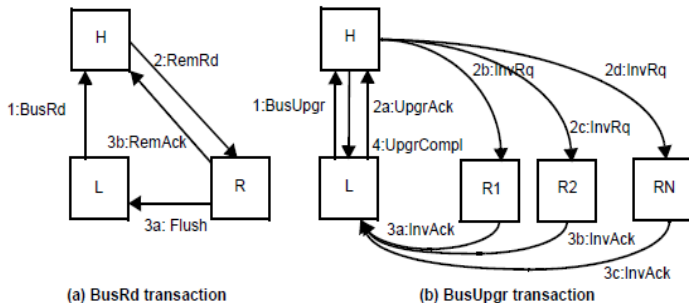 H
2:RemRd
1:BusRd
3b:RemAck
L
R
3a: Flush
(a) BusRd transaction
H
2b:InvRq
2d:InvRq
1:BusUpgr
2a:UpgrAck
2c:InvRq
4:UpgrCompl
L
R1
R2
RN
3a:InvAck
3b:InvAck
3c:InvAck
(b) BusUpgr transaction